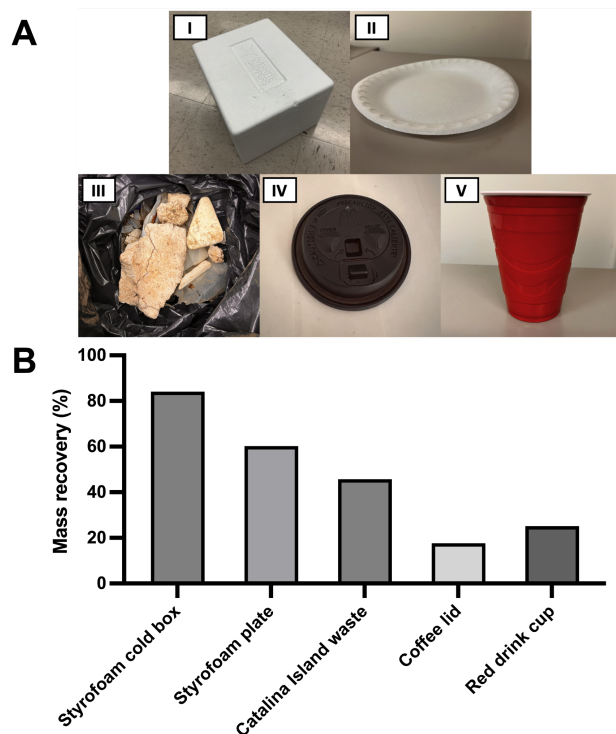 A
I
II
III
IV
V
B
100
80
60
40
20
0
Mass recovery (%)
Styrofoam cold box
Styrofoam plate
Catalina Island waste
Coffee lid
Red drink cup